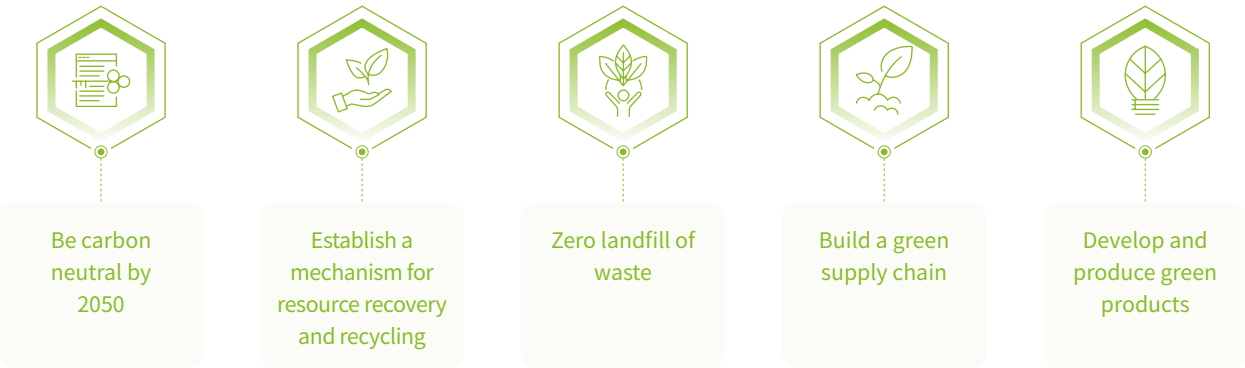 Be carbon
neutral by
2050
Establish a
mechanism for
resource recovery
and recycling
Zero landfill of
waste
Build a green
supply chain
Develop and
produce green
products